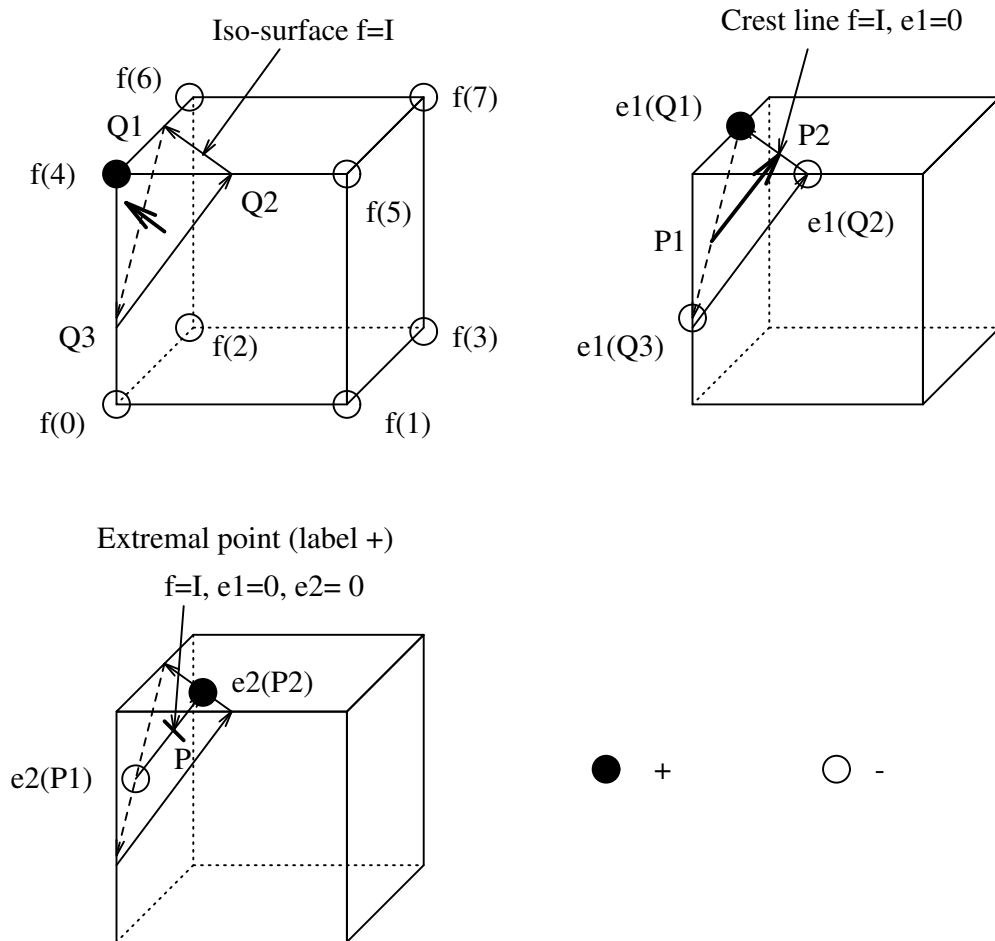 Iso-surface f=I
f(6)
f(7)
Q1
f(4)
Q2
f(5)
Q3
f(2)
f(3)
f(0)
f(1)
Crest line f=I, e1=0
e1(Q1)
P2
P1
e1(Q2)
e1(Q3)
Extremal point (label +)
f=I, e1=0, e2= 0
e2(P2)
P
e2(P1)
+
-